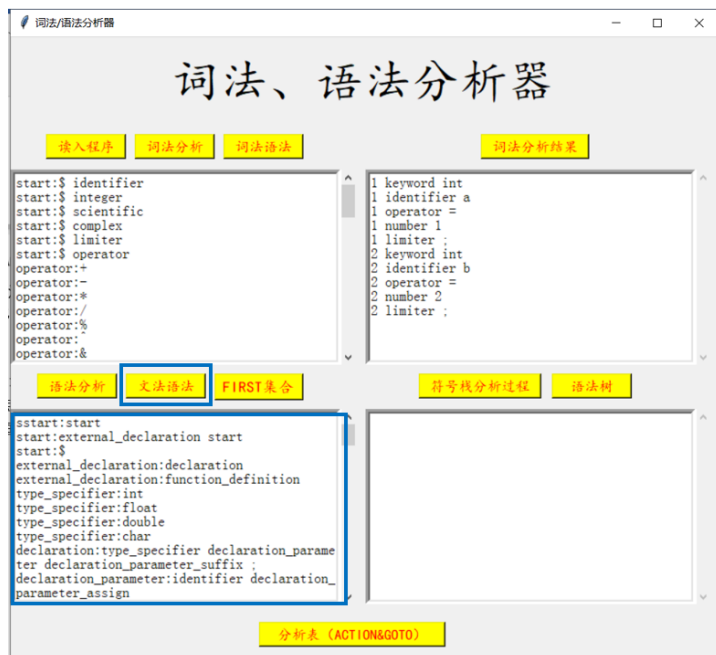 词法/语法分析器
词法、语法分析器
读入程序 词法分析 词法语法 词法分析结果
start:$ identifier
start:$ integer
start:$ scientific
start:$ complex
start:$ limiter
start:$ operator
operator:+
operator:-
operator:*
operator:/
operator:%
operator:^
operator:&
1 keyword int
1 identifier a
1 operator =
1 number 1
1 limiter ;
2 keyword int
2 identifier b
2 operator =
2 number 2
2 limiter ;
语法分析 文法语法 FIRST集合 符号栈分析过程 语法树
sstart:start
start:external_declaration start
start:$
external_declaration:declaration
external_declaration:function_definition
type_specifier:int
type_specifier:float
type_specifier:double
type_specifier:char
declaration:type_specifier declaration_parame
ter declaration_parameter_suffix ;
declaration_parameter:identifier declaration_
parameter_assign
分析表（ACTION&GOTO）